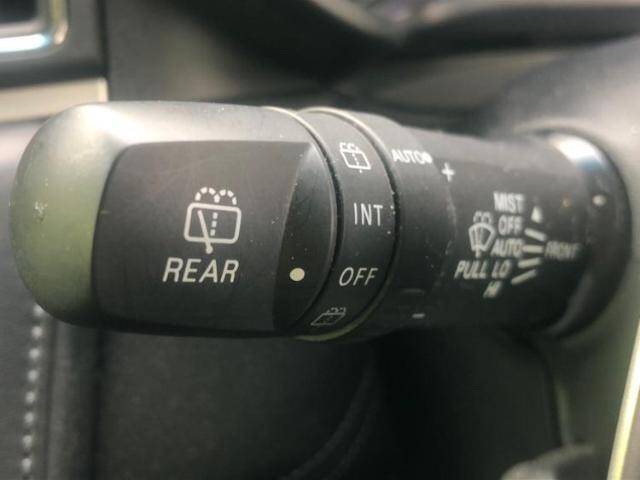 REAR
INT
OFF
AUTO
+
-
MIST
OFF
AUTO
FRONT
PULL LO
HI